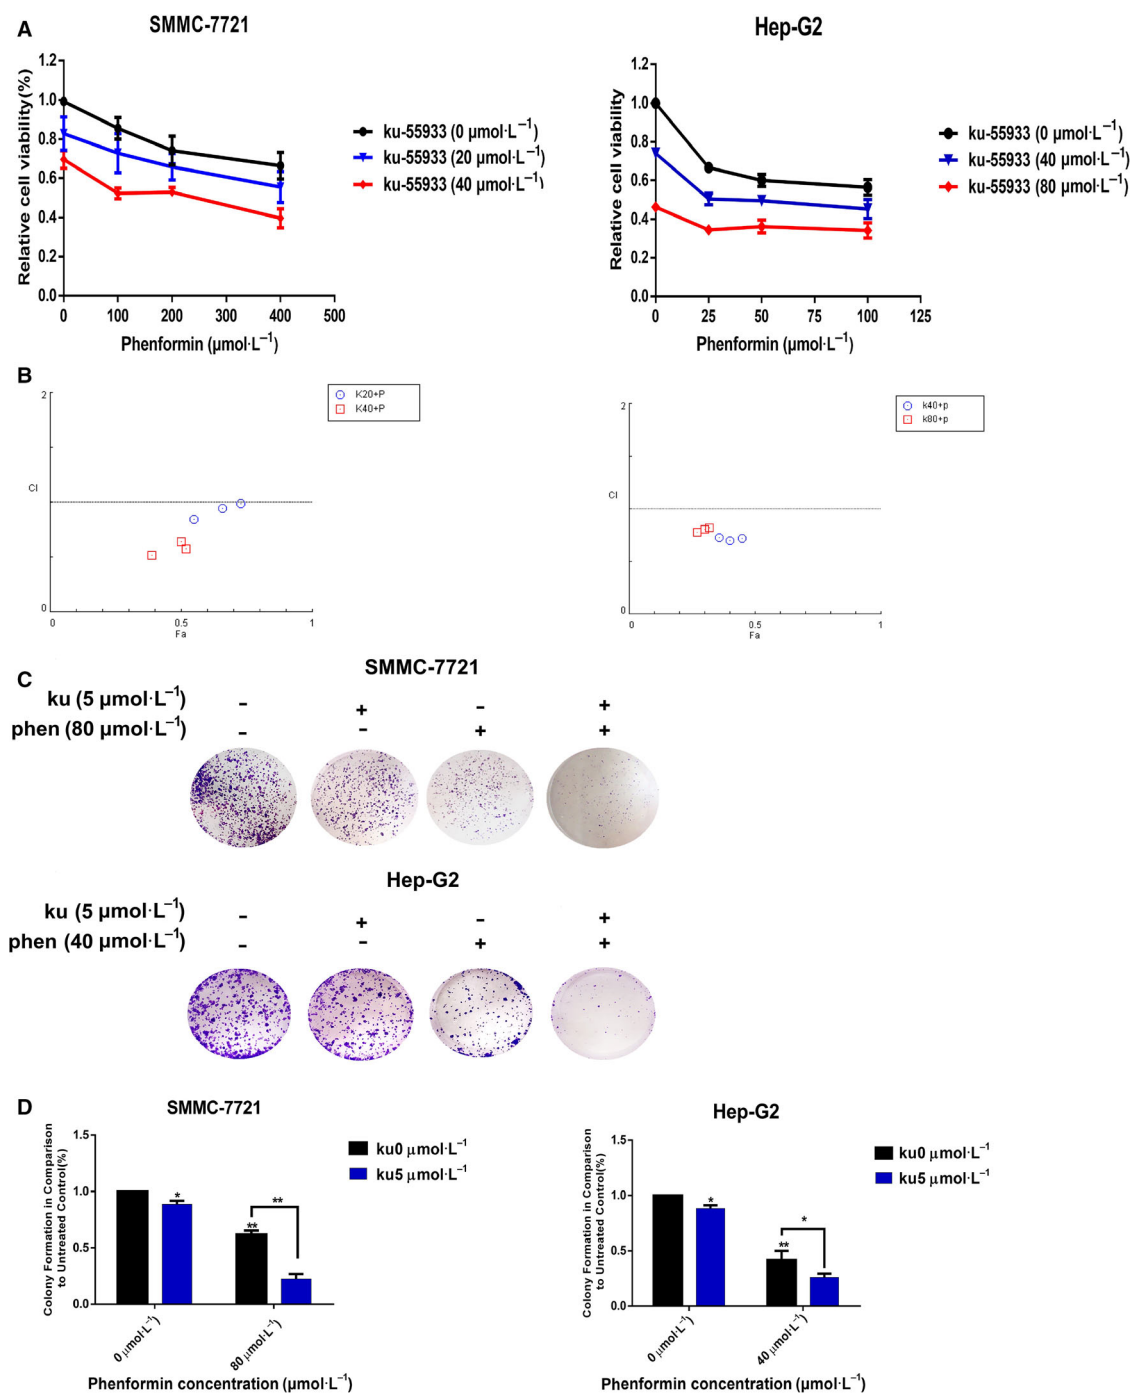 A
SMMC-7721
Hep-G2
Relative cell viability(%)
1.2
1.0
0.8
0.6
0.4
0.2
0.0
0 100 200 300 400 500
Phenformin (µmol·L⁻¹)
ku-55933 (0 µmol·L⁻¹)
ku-55933 (20 µmol·L⁻¹)
ku-55933 (40 µmol·L⁻¹)
Relative cell viability
1.2
1.0
0.8
0.6
0.4
0.2
0.0
0 25 50 75 100 125
Phenformin (µmol·L⁻¹)
ku-55933 (0 µmol·L⁻¹)
ku-55933 (40 µmol·L⁻¹)
ku-55933 (80 µmol·L⁻¹)
B
2
CI
0
0 0.5 1
Fa
K20+P
K40+P
2
CI
0
0 0.5 1
Fa
k40+p
k80+p
C
SMMC-7721
ku (5 µmol·L⁻¹) - + - +
phen (80 µmol·L⁻¹) - - + +
Hep-G2
ku (5 µmol·L⁻¹) - + - +
phen (40 µmol·L⁻¹) - - + +
D
SMMC-7721
Colony Formation in Comparison
to Untreated Control(%)
1.5
1.0
0.5
0.0
*
**
**
0 µmol·L⁻¹)
80 µmol·L⁻¹)
Phenformin concentration (µmol·L⁻¹)
ku0 µmol·L⁻¹
ku5 µmol·L⁻¹
Hep-G2
Colony Formation in Comparison
to Untreated Control(%)
1.5
1.0
0.5
0.0
*
**
*
0 µmol·L⁻¹)
40 µmol·L⁻¹)
Phenformin concentration (µmol·L⁻¹)
ku0 µmol·L⁻¹
ku5 µmol·L⁻¹